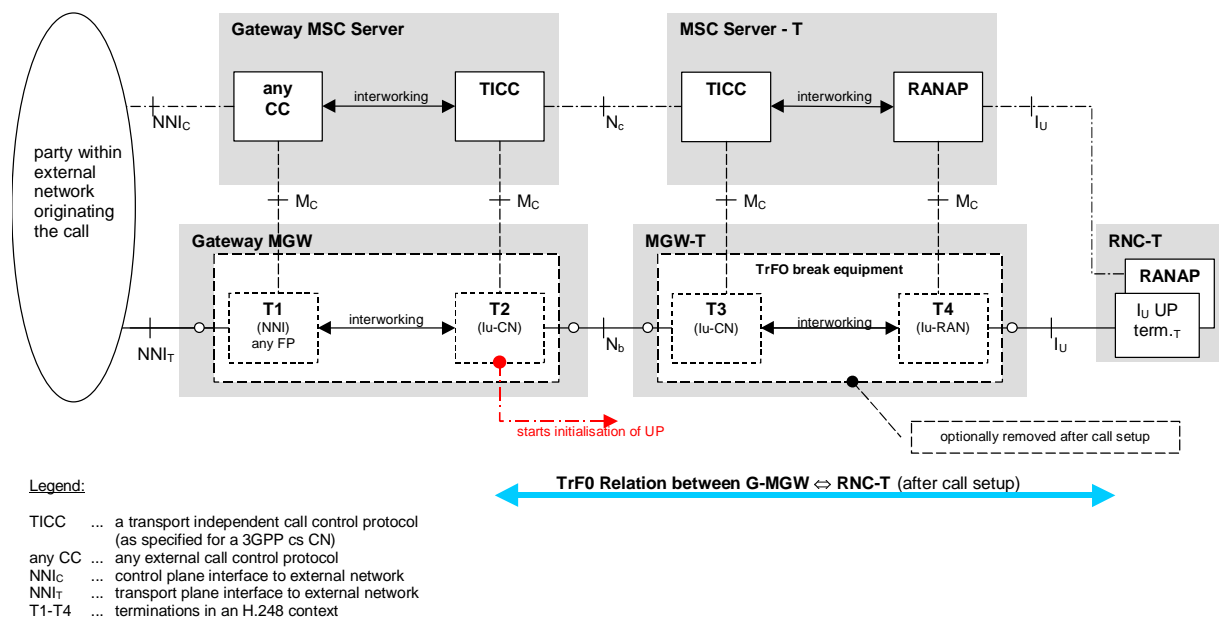 Gateway MSC Server
MSC Server - T
any
CC
interworking
TICC
TICC
interworking
RANAP
NNIC
NC
IU
party within
external
network
originating
the call
MC
MC
MC
MC
Gateway MGW
MGW-T
RNC-T
TrFO break equipment
RANAP
T1
(NNI)
any FP
interworking
T2
(Iu-CN)
T3
(Iu-CN)
interworking
T4
(Iu-RAN)
IU UP
term.T
NNIT
Nb
IU
starts initialisation of UP
optionally removed after call setup
TrF0 Relation between G-MGW ⇔ RNC-T (after call setup)
Legend:
TICC ... a transport independent call control protocol
(as specified for a 3GPP cs CN)
any CC ... any external call control protocol
NNIC ... control plane interface to external network
NNIT ... transport plane interface to external network
T1-T4 ... terminations in an H.248 context